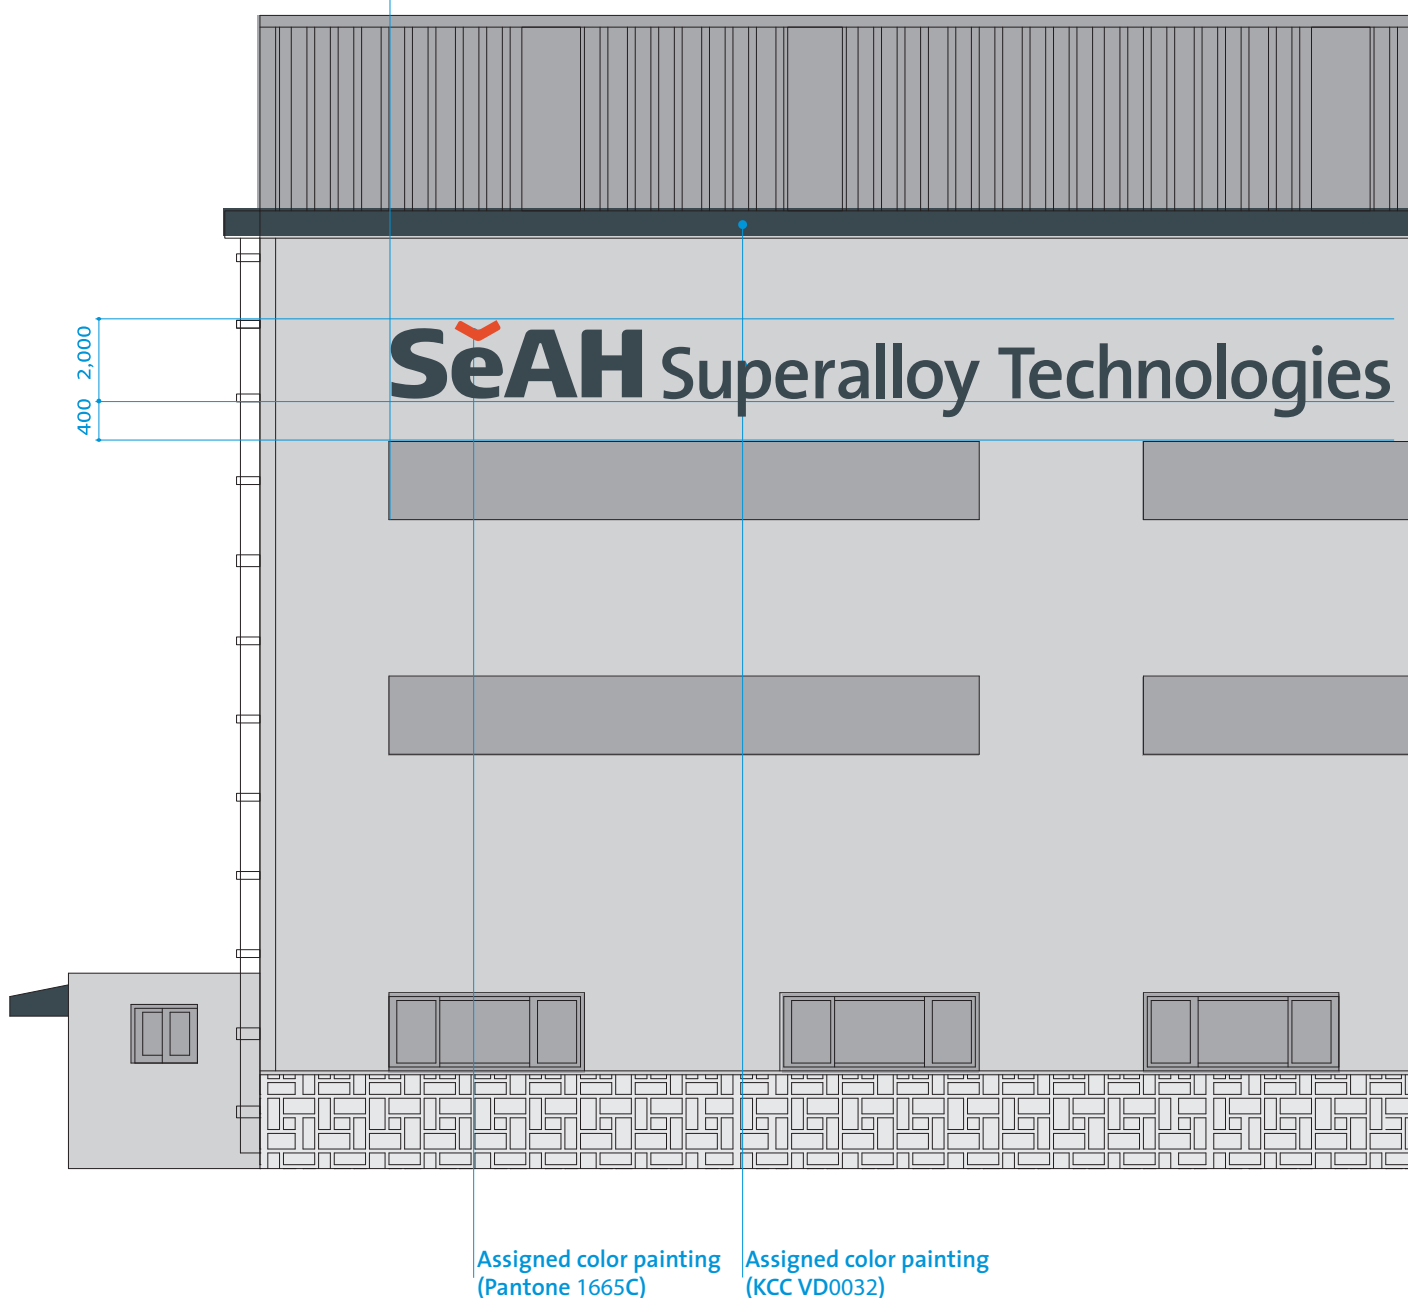 2,000
400
SeAH Superalloy Technologies
Assigned color painting
(Pantone 1665C)
Assigned color painting
(KCC VD0032)